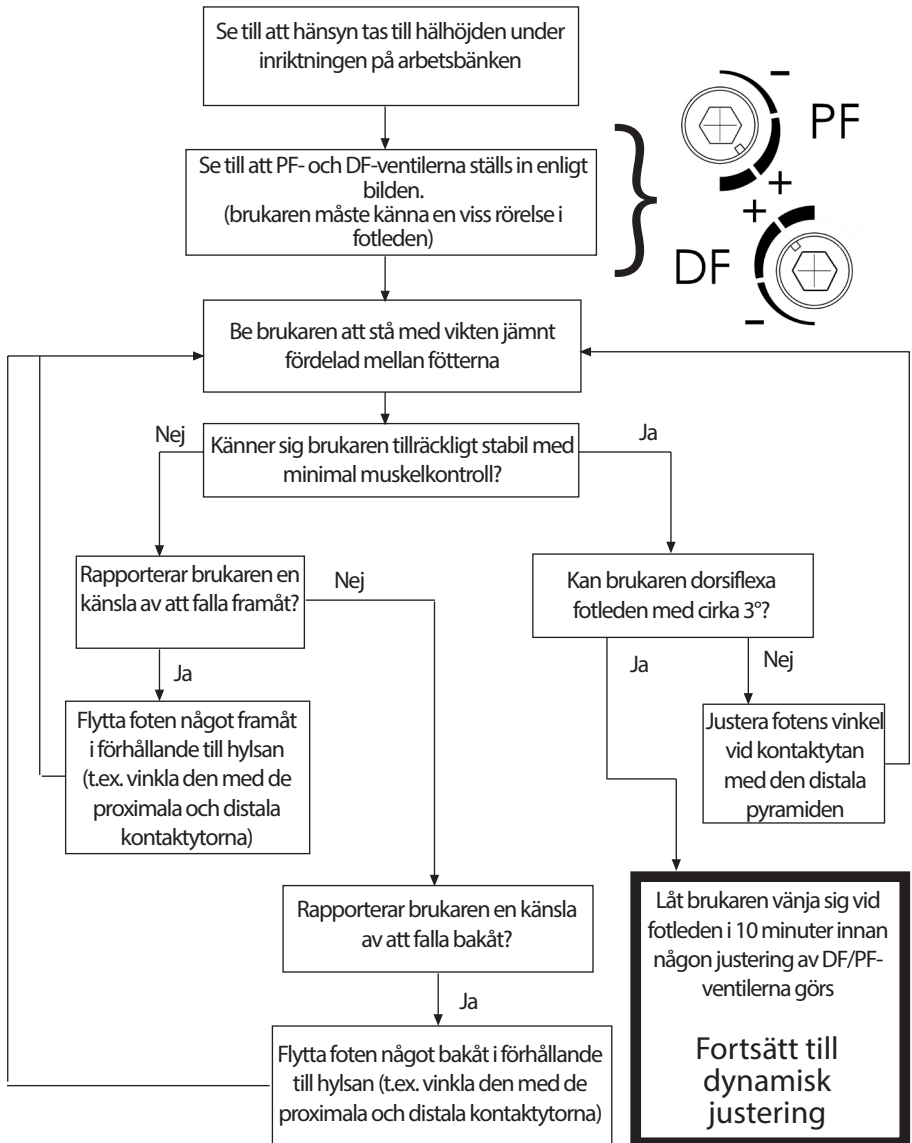 Se till att hänsyn tas till hälhöjden under
inriktningen på arbetsbänken
Se till att PF- och DF-ventilerna ställs in enligt
bilden.
(brukaren måste känna en viss rörelse i
fotleden)
-
PF
+
+
DF
-
Be brukaren att stå med vikten jämnt
fördelad mellan fötterna
Nej
Känner sig brukaren tillräckligt stabil med
minimal muskelkontroll?
Ja
Rapporterar brukaren en
känsla av att falla framåt?
Nej
Kan brukaren dorsiflexa
fotleden med cirka 3°?
Ja
Ja
Nej
Flytta foten något framåt
i förhållande till hylsan
(t.ex. vinkla den med de
proximala och distala
kontaktytorna)
Justera fotens vinkel
vid kontaktytan
med den distala
pyramiden
Rapporterar brukaren en känsla
av att falla bakåt?
Ja
Flytta foten något bakåt i förhållande
till hylsan (t.ex. vinkla den med de
proximala och distala kontaktytorna)
Låt brukaren vänja sig vid
fotleden i 10 minuter innan
någon justering av DF/PF-
ventilerna görs
Fortsätt till
dynamisk
justering